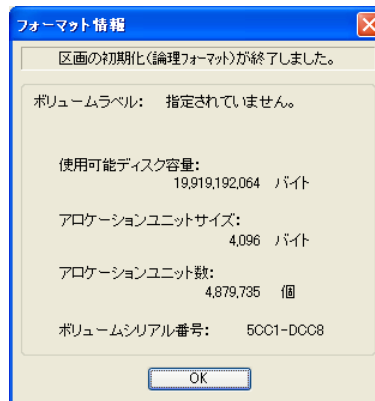 フォーマット情報
区画の初期化(論理フォーマット)が終了しました。
ボリュームラベル: 指定されていません。
使用可能ディスク容量:
19,919,192,064 バイト
アロケーションユニットサイズ:
4,096 バイト
アロケーションユニット数:
4,879,735 個
ボリュームシリアル番号: 5CC1-DCC8
OK